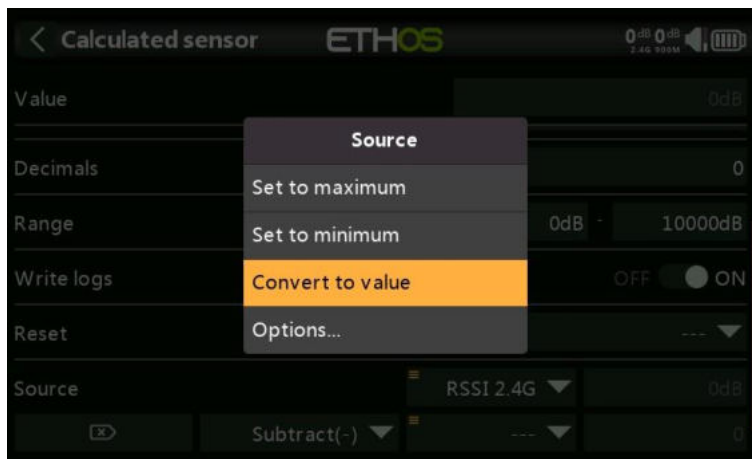 Calculated sensor ETHOS 0dB 0dB
2.4G 900M
Value 0dB
Source
Decimals 0
Set to maximum
Range 0dB - 10000dB
Set to minimum
Write logs OFF ON
Convert to value
Reset ---
Options...
Source RSSI 2.4G 0dB
Subtract(-) --- 0